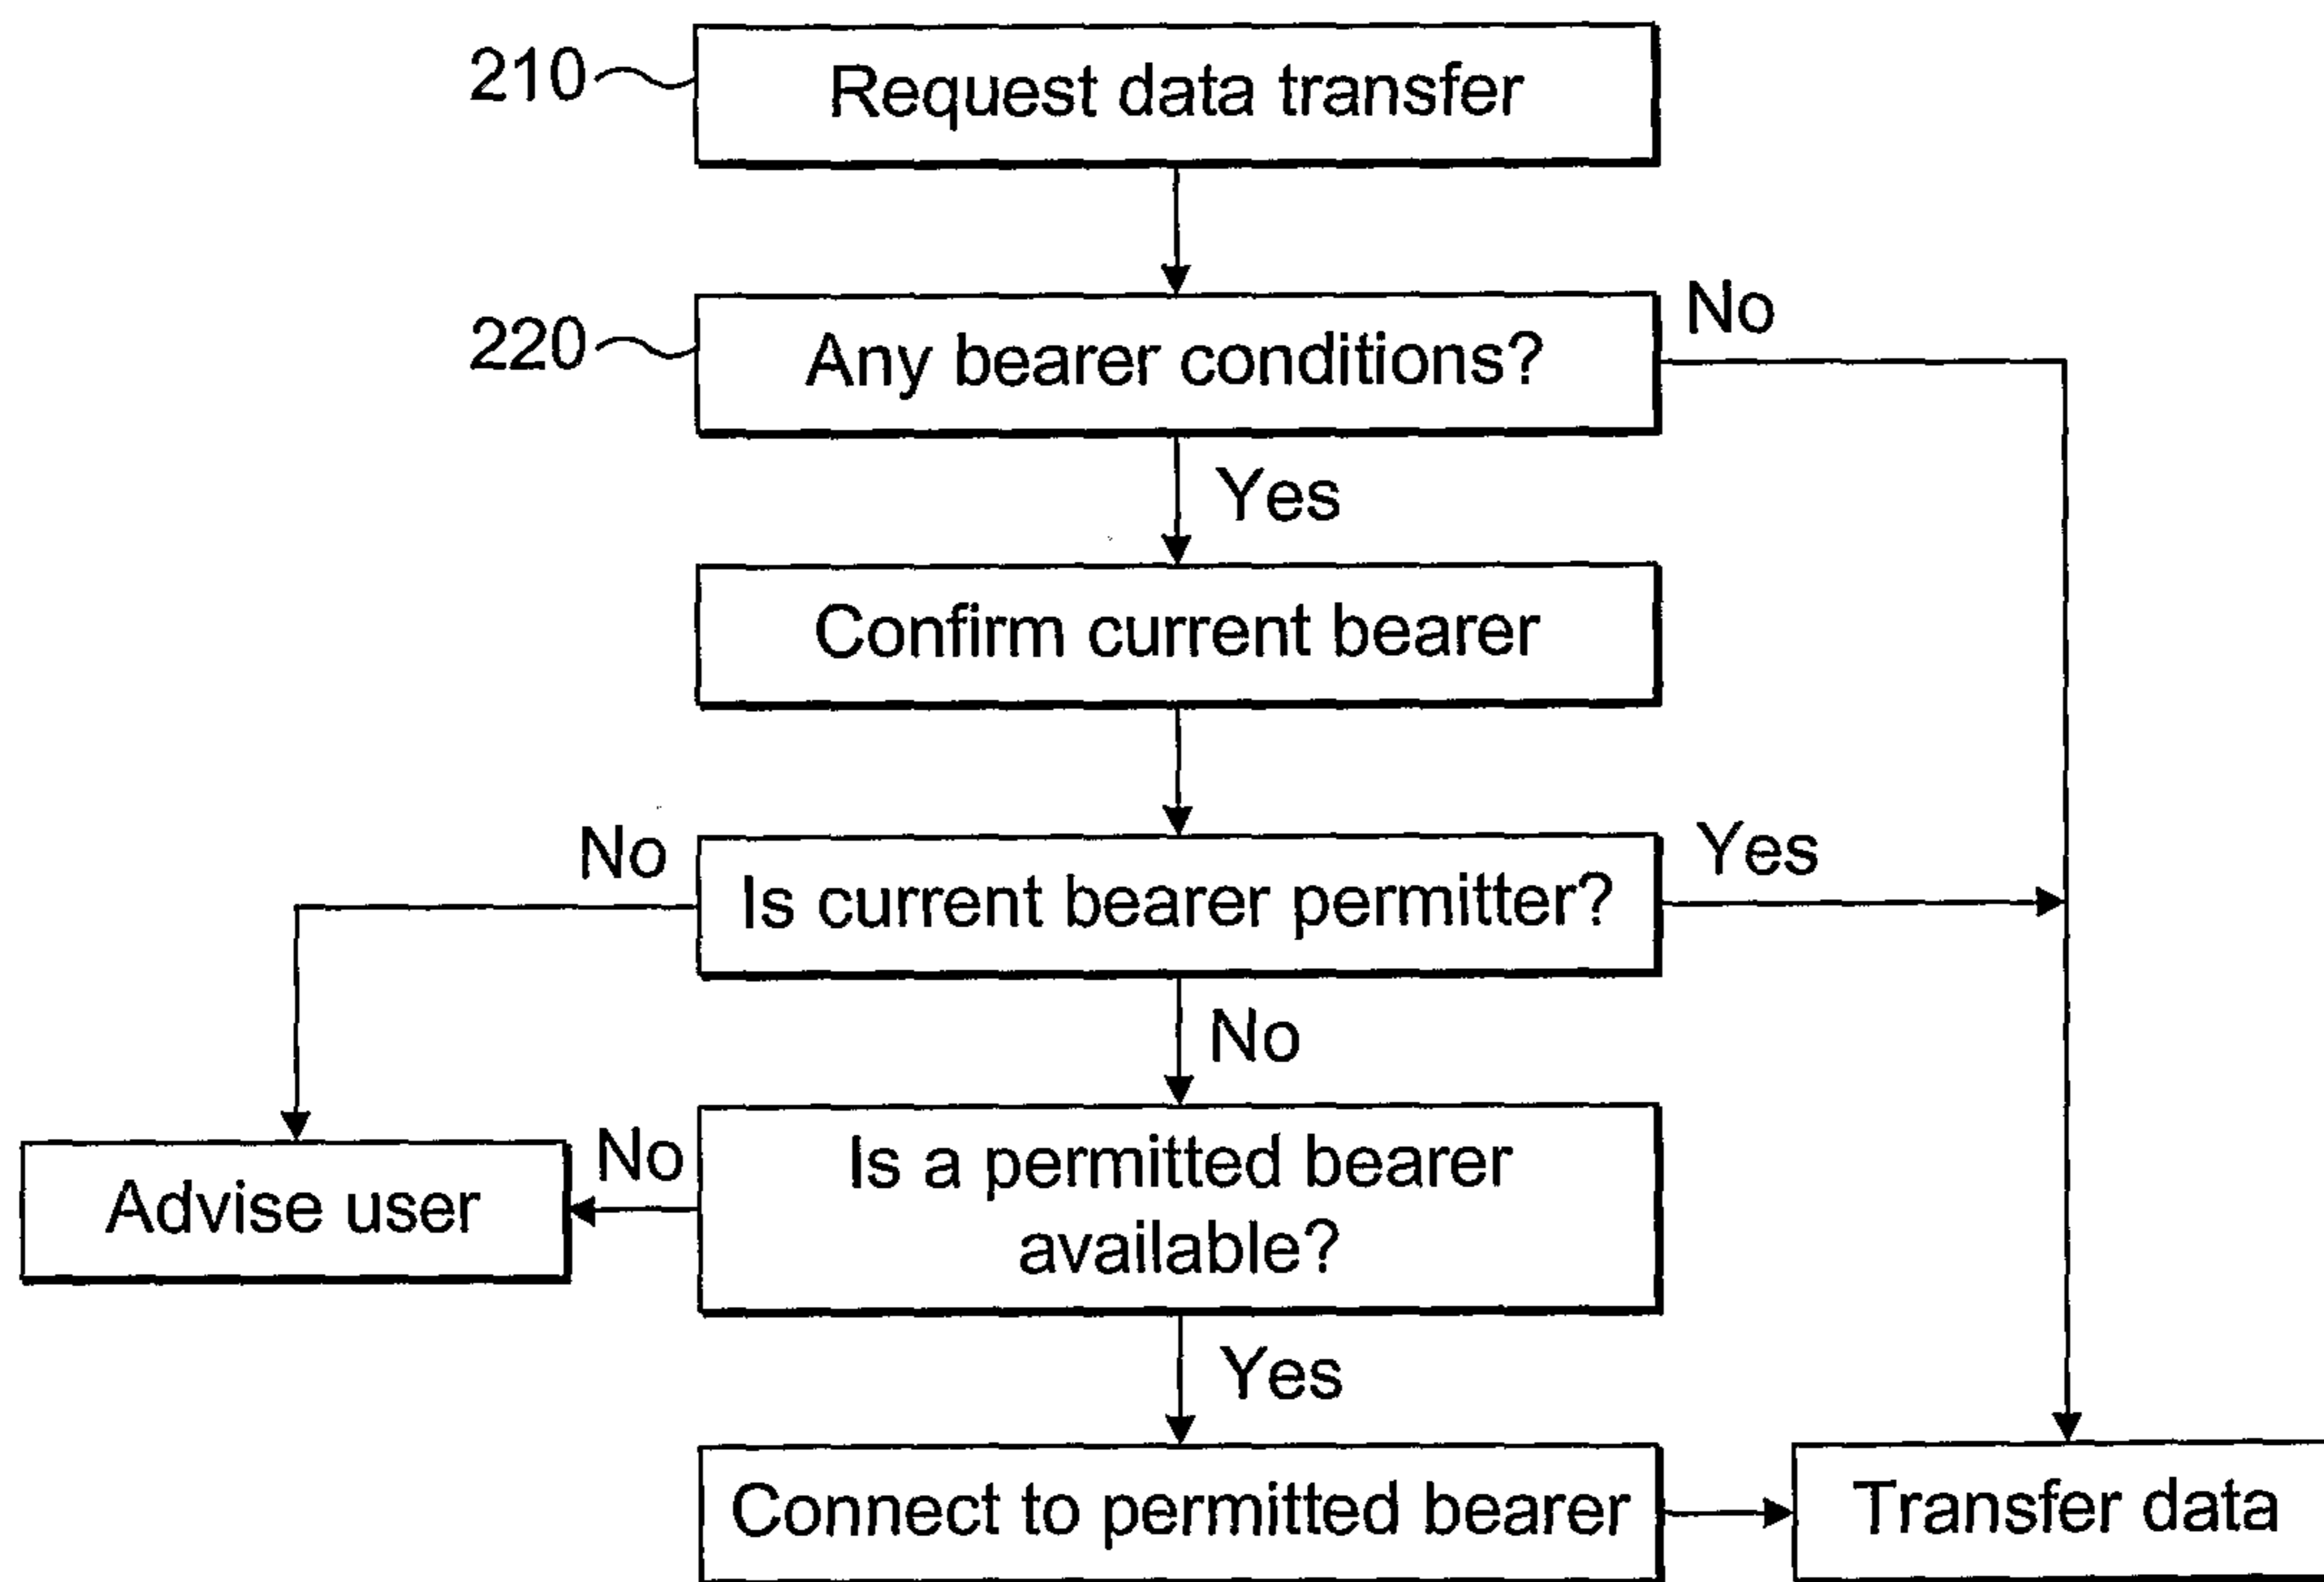 210
Request data transfer
220
Any bearer conditions?
No
Yes
Confirm current bearer
No
Is current bearer permitter?
Yes
No
Advise user
No
Is a permitted bearer
available?
Yes
Connect to permitted bearer
Transfer data